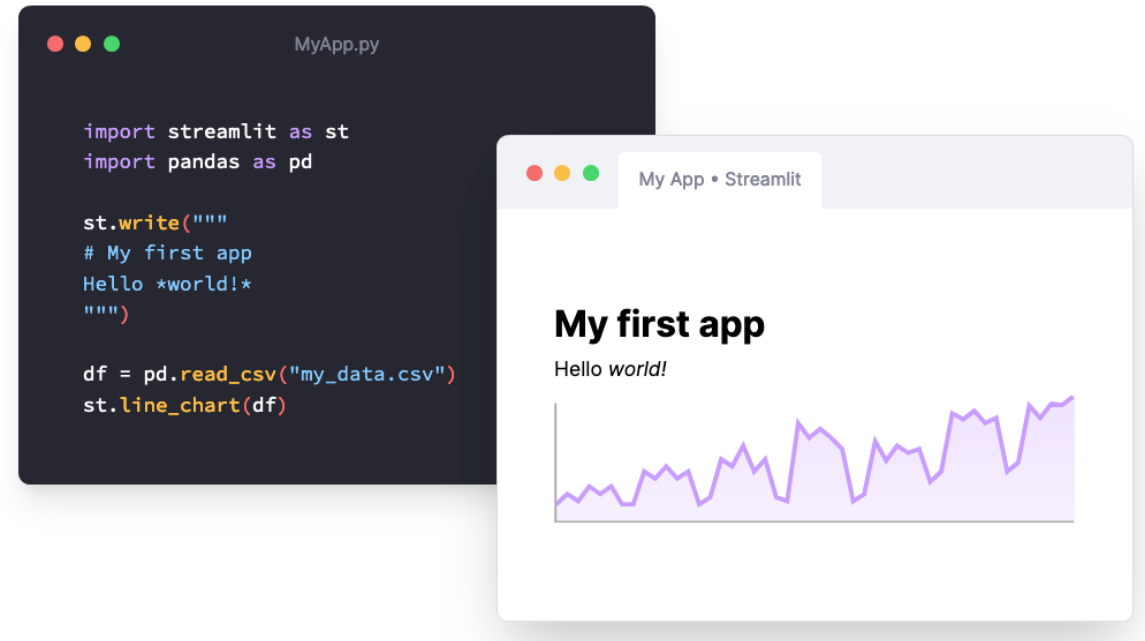 MyApp.py
import streamlit as st
import pandas as pd
st.write("""
# My first app
Hello *world!*
""")
df = pd.read_csv("my_data.csv")
st.line_chart(df)
My App • Streamlit
My first app
Hello world!